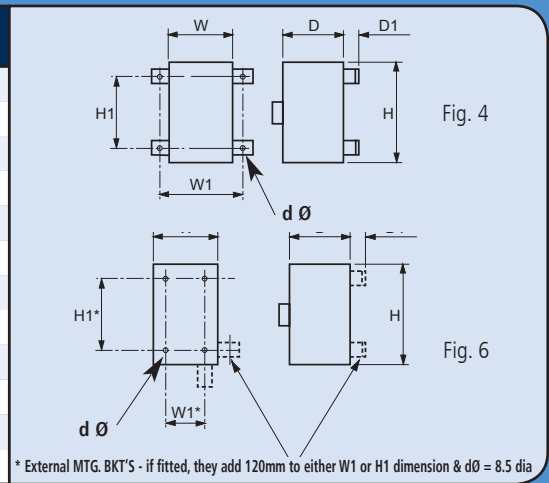 W D D1
H1 H Fig. 4
W1
d Ø
H1* H Fig. 6
W1*
d Ø
* External MTG. BKT'S - if fitted, they add 120mm to either W1 or H1 dimension & dØ = 8.5 dia